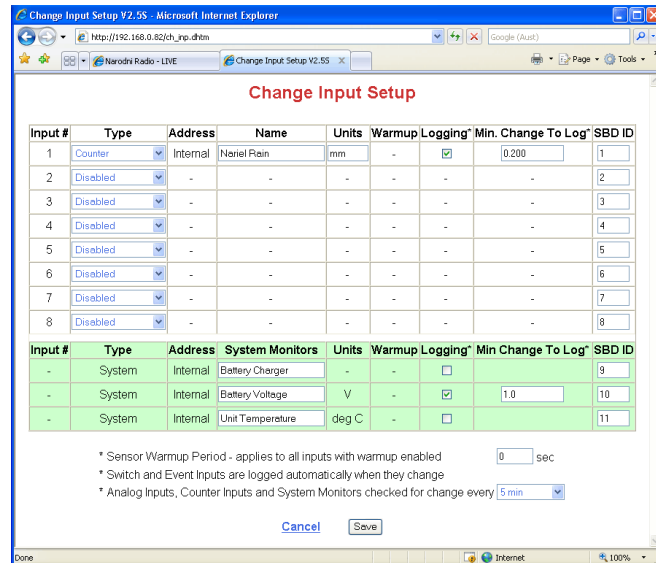 Change Input Setup V2.5S - Microsoft Internet Explorer
http://192.168.0.82/ch_inp.dhtm
Google (Aust)
Narodni Radio - LIVE
Change Input Setup V2.5S
Page
Tools
Change Input Setup
Input # Type Address Name Units Warmup Logging* Min. Change To Log* SBD ID
1 Counter Internal Nariel Rain mm - 0.200 1
2 Disabled - - - - - - 2
3 Disabled - - - - - - 3
4 Disabled - - - - - - 4
5 Disabled - - - - - - 5
6 Disabled - - - - - - 6
7 Disabled - - - - - - 7
8 Disabled - - - - - - 8
Input # Type Address System Monitors Units Warmup Logging* Min Change To Log* SBD ID
- System Internal Battery Charger - - 9
- System Internal Battery Voltage V - 1.0 10
- System Internal Unit Temperature deg C - 11
* Sensor Warmup Period - applies to all inputs with warmup enabled 0 sec
* Switch and Event Inputs are logged automatically when they change
* Analog Inputs, Counter Inputs and System Monitors checked for change every 5 min
Cancel Save
Done Internet 100%